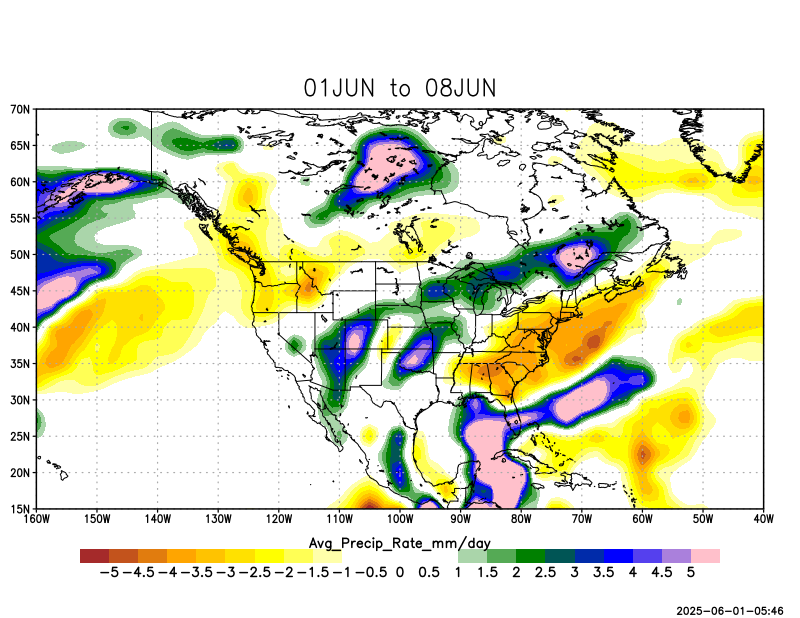 01JUN to 08JUN
70N
65N
60N
55N
50N
45N
40N
35N
30N
25N
20N
15N
160W 150W 140W 130W 120W 110W 100W 90W 80W 70W 60W 50W 40W
Avg_Precip_Rate_mm/day
-5 -4.5 -4 -3.5 -3 -2.5 -2 -1.5 -1 -0.5 0 0.5 1 1.5 2 2.5 3 3.5 4 4.5 5
2025-06-01-05:46